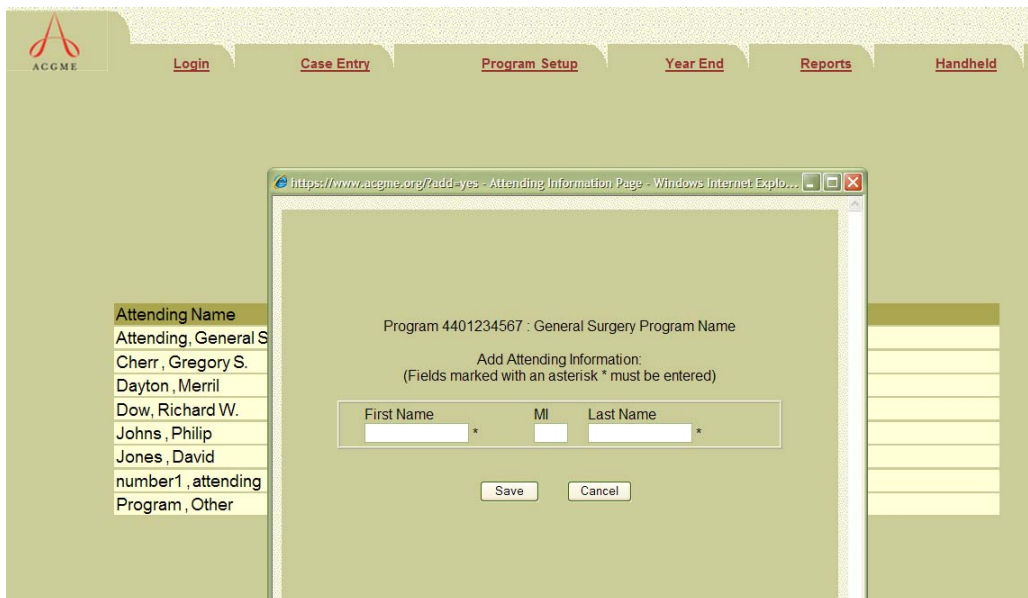 ACGME
Login Case Entry Program Setup Year End Reports Handheld
https://www.acgme.org/?add=yes - Attending Information Page - Windows Internet Explo...
Attending Name
Attending, General S
Cherr , Gregory S.
Dayton , Merril
Dow, Richard W.
Johns , Philip
Jones , David
number1 , attending
Program , Other
Program 4401234567 : General Surgery Program Name
Add Attending Information:
(Fields marked with an asterisk * must be entered)
First Name MI Last Name
* *
Save Cancel